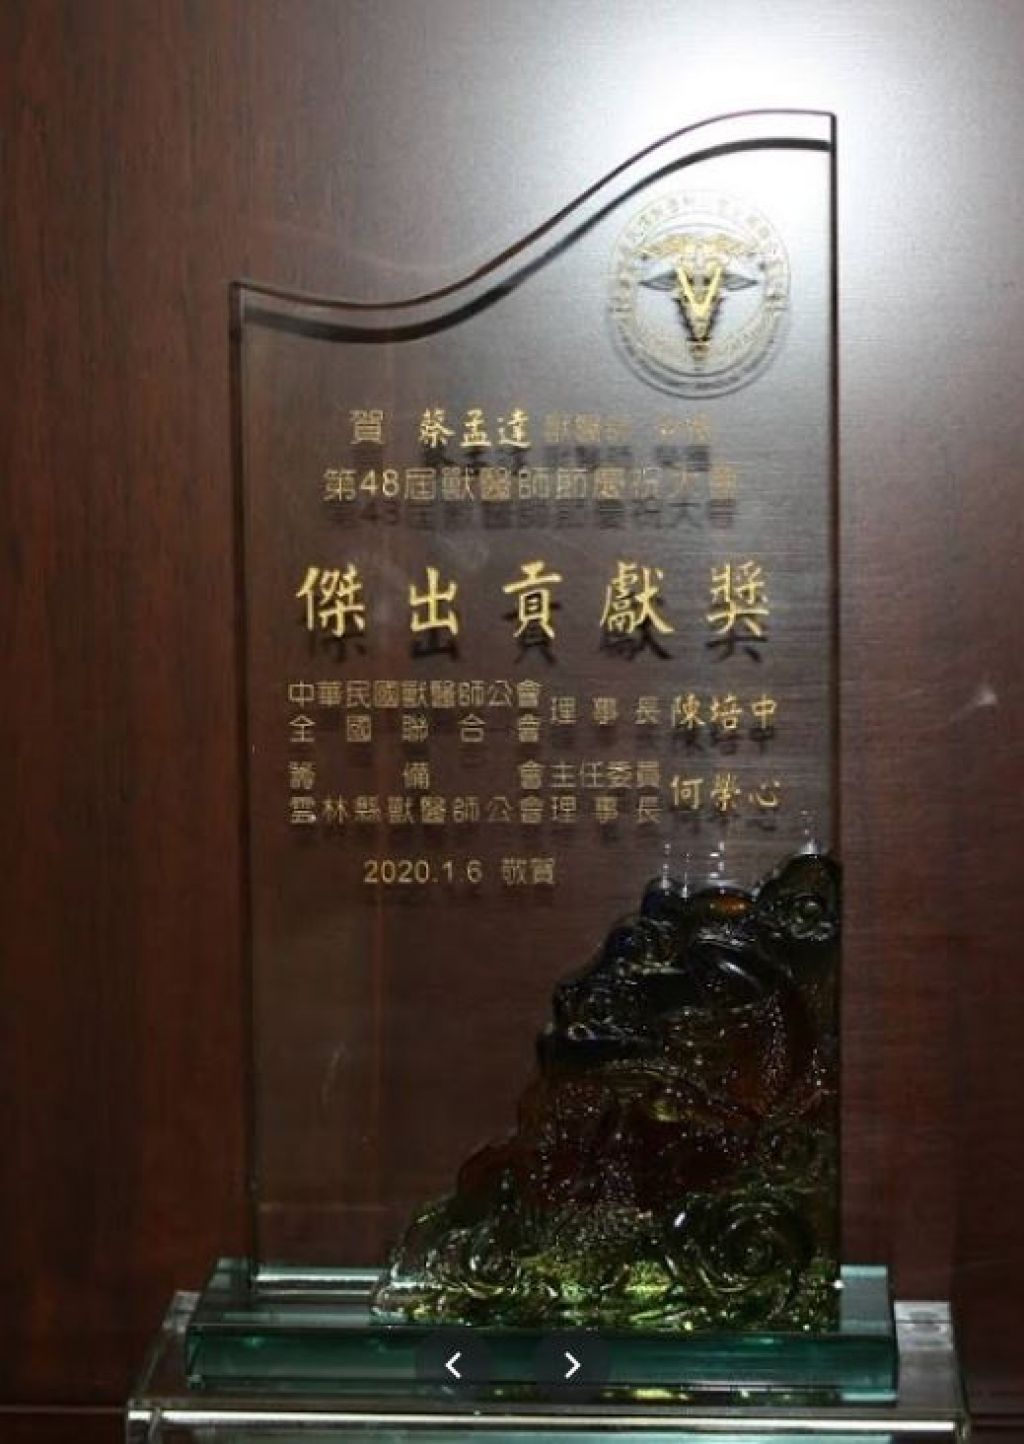 賀 蔡孟達 獸醫師 榮獲
第48屆獸醫師節慶祝大會
傑出貢獻獎
中華民國獸醫師公會
全國聯合會 理事長 陳培中
籌備會主任委員
雲林縣獸醫師公會理事長 何學心
2020.1.6 敬賀